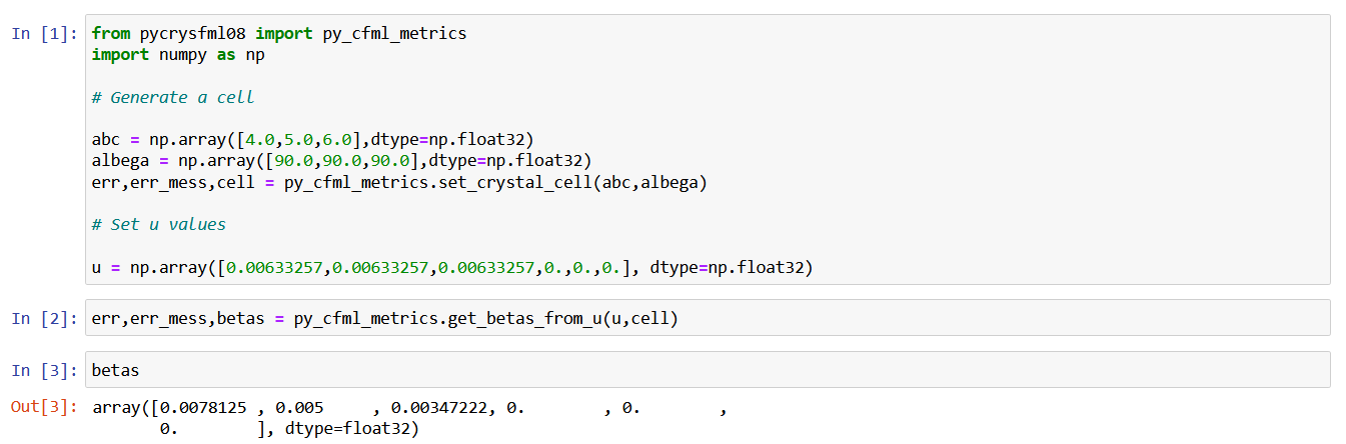 In [1]: from pycrysfml08 import py_cfml_metrics
import numpy as np
# Generate a cell
abc = np.array([4.0,5.0,6.0],dtype=np.float32)
albega = np.array([90.0,90.0,90.0],dtype=np.float32)
err,err_mess,cell = py_cfml_metrics.set_crystal_cell(abc,albega)
# Set u values
u = np.array([0.00633257,0.00633257,0.00633257,0.,0.,0.], dtype=np.float32)
In [2]: err,err_mess,betas = py_cfml_metrics.get_betas_from_u(u,cell)
In [3]: betas
Out[3]: array([0.0078125 , 0.005     , 0.00347222, 0.        , 0.        ,
       0.        ], dtype=float32)